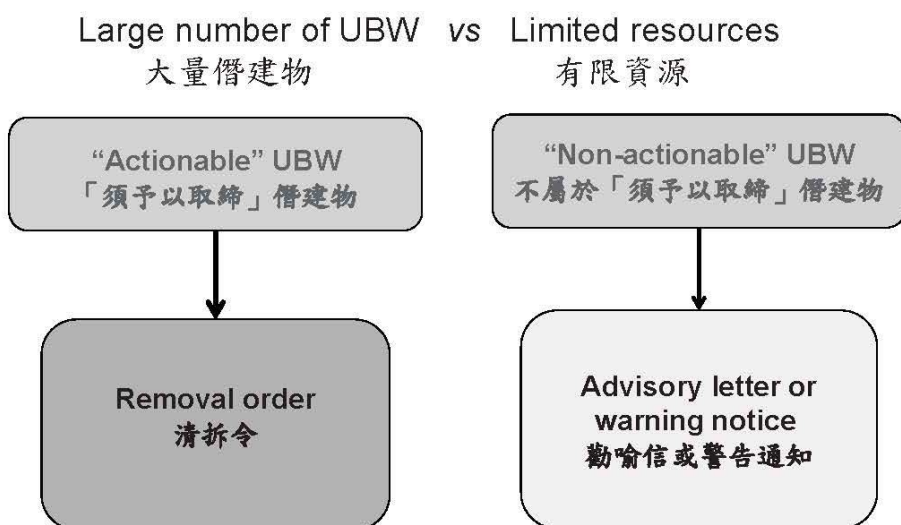 Large number of UBW vs Limited resources
大量僭建物 有限資源
“Actionable” UBW
「須予以取締」僭建物
“Non-actionable” UBW
不屬於「須予以取締」僭建物
Removal order
清拆令
Advisory letter or
warning notice
勸喻信或警告通知